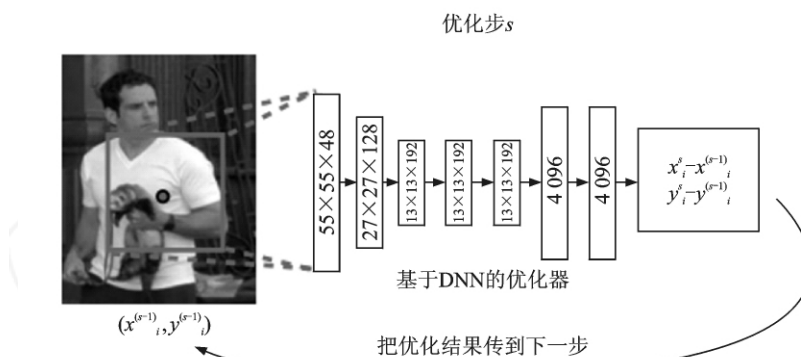 优化步s
55×55×48
27×27×128
13×13×192
13×13×192
13×13×192
4 096
4 096
x^s_i−x^{(s−1)}_i
y^s_i−y^{(s−1)}_i
基于DNN的优化器
(x^{(s−1)}_i,y^{(s−1)}_i)
把优化结果传到下一步